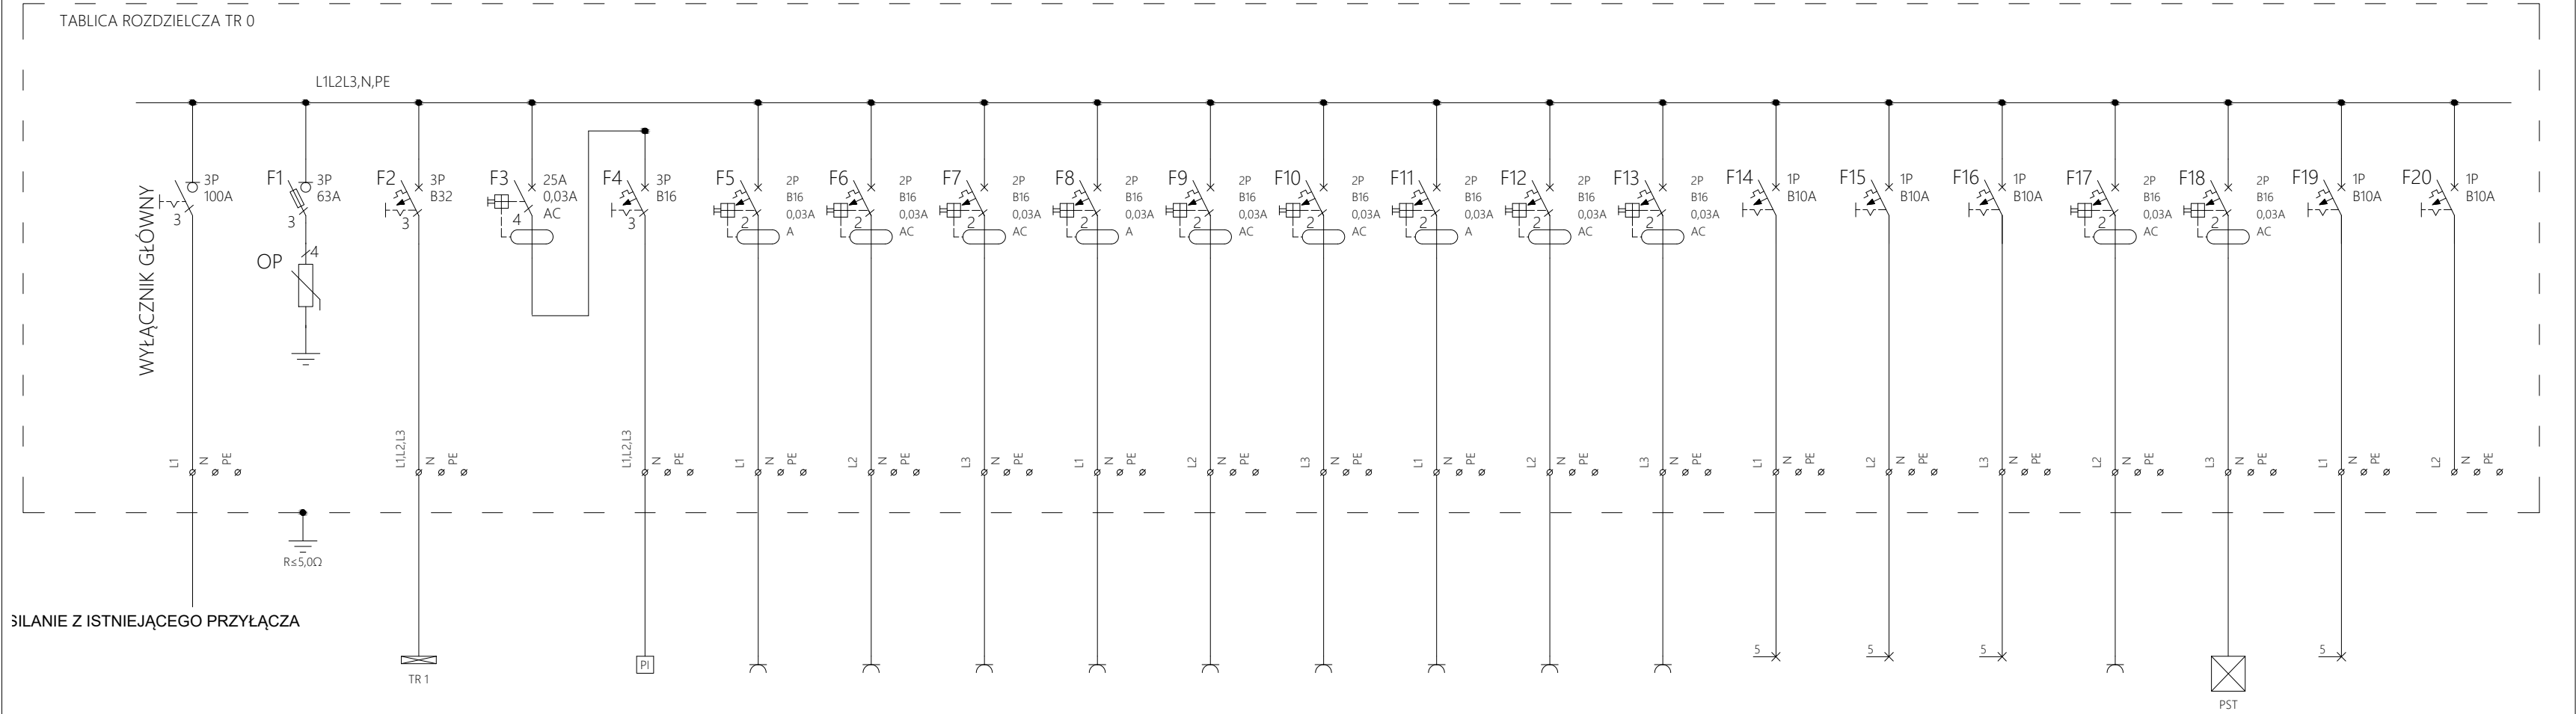 TABLICA ROZDZIELCZA TR 0
L1L2L3,N,PE
WYŁĄCZNIK GŁÓWNY
3P
100A
3
F1
3P
63A
3
4
OP
F2
3P
B32
3
F3
25A
0,03A
AC
4
F4
3P
B16
3
F5
2P
B16
0,03A
A
2
F6
2P
B16
0,03A
AC
2
F7
2P
B16
0,03A
AC
2
F8
2P
B16
0,03A
A
2
F9
2P
B16
0,03A
AC
2
F10
2P
B16
0,03A
AC
2
F11
2P
B16
0,03A
A
2
F12
2P
B16
0,03A
AC
2
F13
2P
B16
0,03A
AC
2
F14
1P
B10A
F15
1P
B10A
F16
1P
B10A
F17
2P
B16
0,03A
AC
2
F18
2P
B16
0,03A
AC
2
F19
1P
B10A
F20
1P
B10A
L1 N PE
L1,L2,L3 N PE
L1,L2,L3 N PE
L1 N PE
L2 N PE
L3 N PE
L1 N PE
L2 N PE
L3 N PE
L1 N PE
L2 N PE
L3 N PE
L1 N PE
L2 N PE
L3 N PE
L2 N PE
L3 N PE
L1 N PE
L2 N PE
R≤5,0Ω
SILANIE Z ISTNIEJĄCEGO PRZYŁĄCZA
TR 1
PI
5
5
5
5
PST